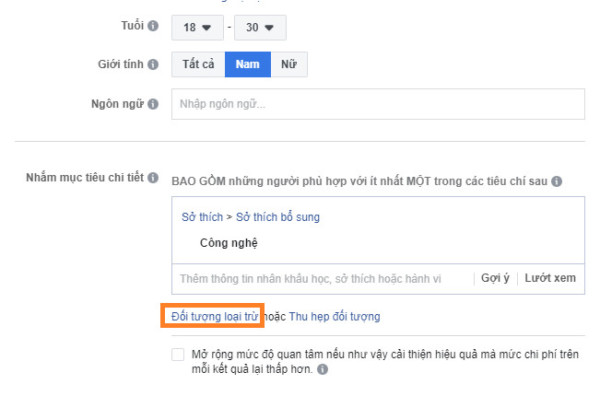 Tuổi
18 - 30
Giới tính
Tất cả Nam Nữ
Ngôn ngữ
Nhập ngôn ngữ...
Nhắm mục tiêu chi tiết
BAO GỒM những người phù hợp với ít nhất MỘT trong các tiêu chí sau
Sở thích > Sở thích bổ sung
Công nghệ
Thêm thông tin nhân khẩu học, sở thích hoặc hành vi Gợi ý Lướt xem
Đối tượng loại trừ hoặc Thu hẹp đối tượng
Mở rộng mức độ quan tâm nếu như vậy cải thiện hiệu quả mà mức chi phí trên
mỗi kết quả lại thấp hơn.